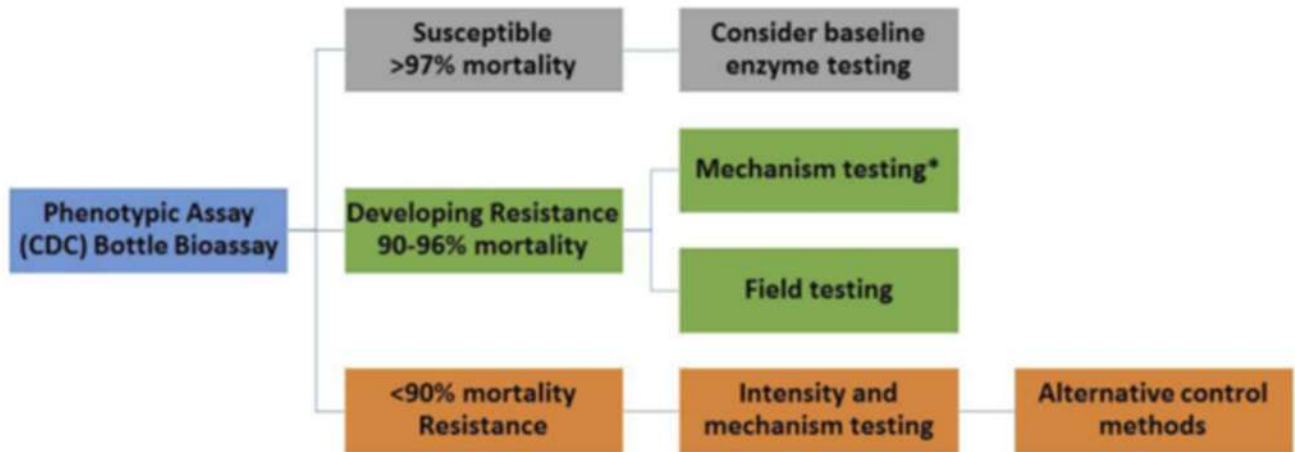 Susceptible
>97% mortality
Consider baseline
enzyme testing
Mechanism testing*
Phenotypic Assay
(CDC) Bottle Bioassay
Developing Resistance
90-96% mortality
Field testing
<90% mortality
Resistance
Intensity and
mechanism testing
Alternative control
methods